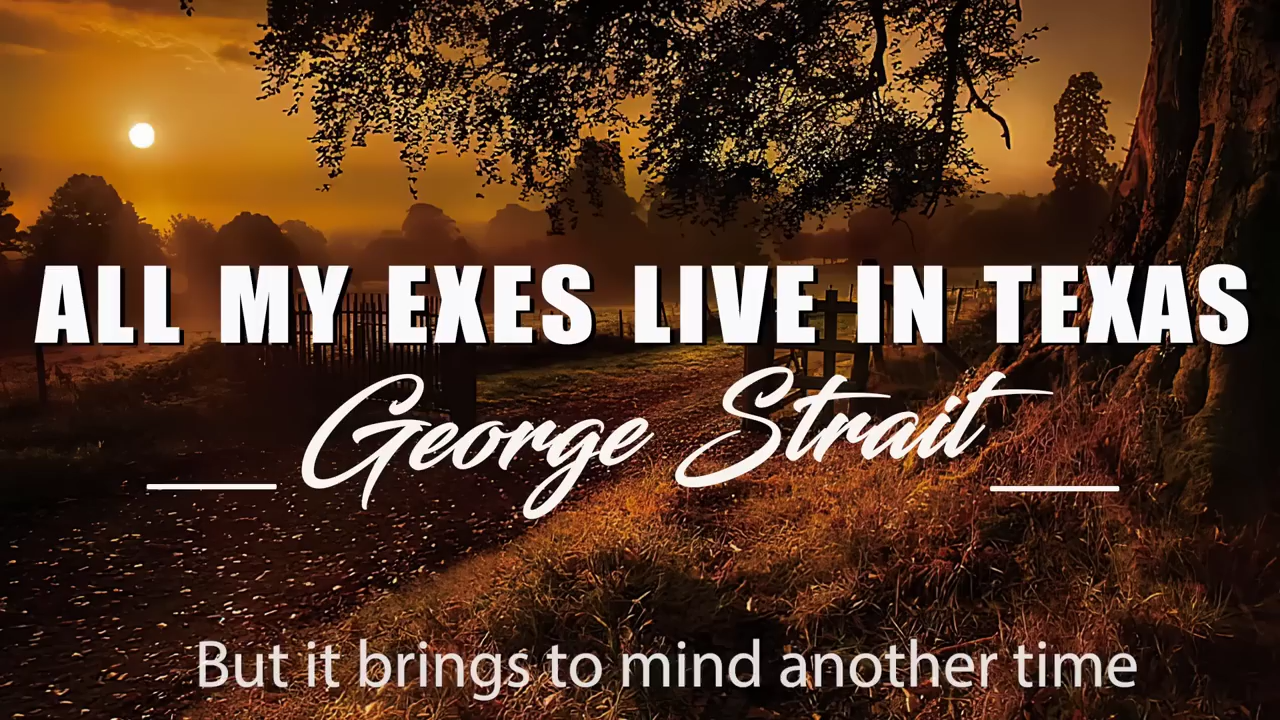 ALL MY EXES LIVE IN TEXAS
George Strait
But it brings to mind another time